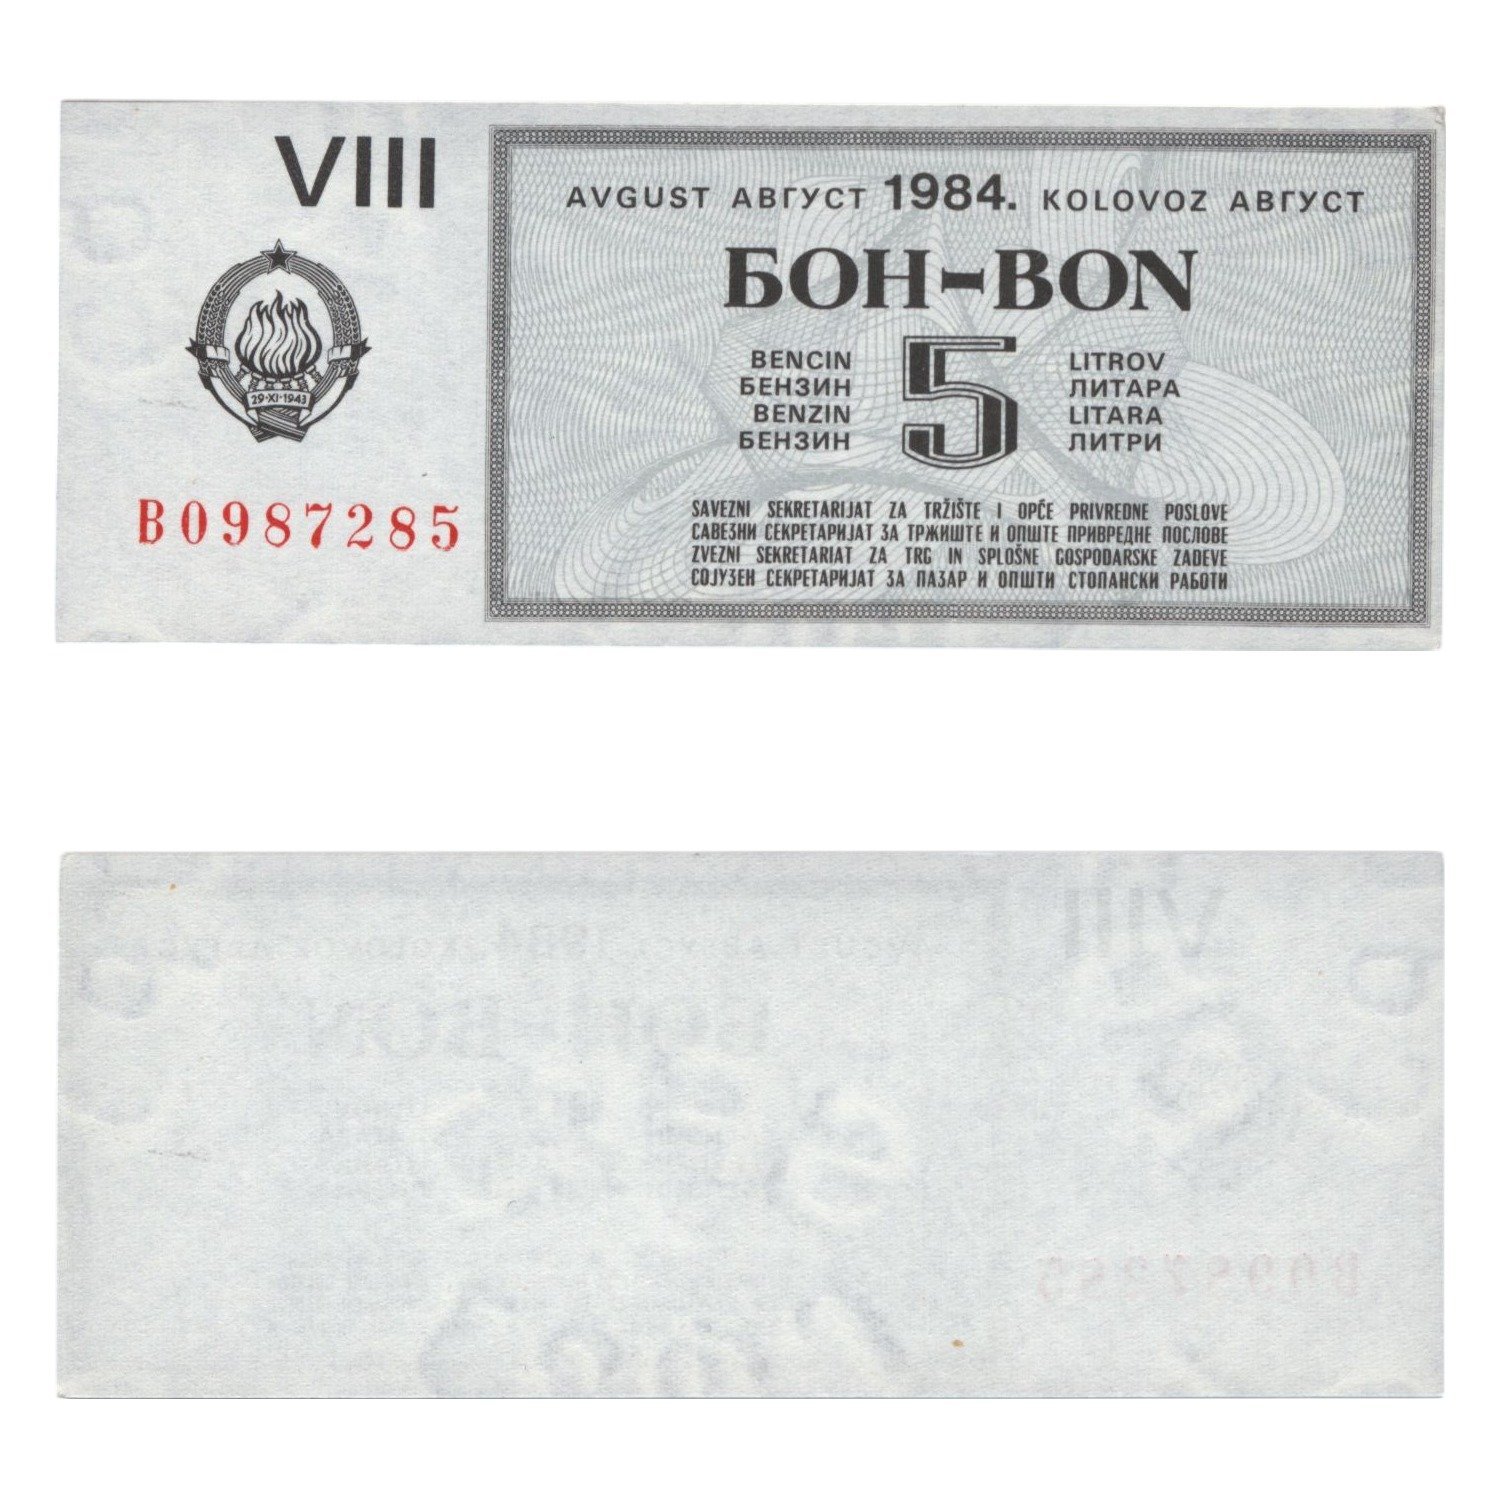 VIII
29·XI·1943
B0987285
AVGUST АВГУСТ 1984. KOLOVOZ АВГУСТ
БОН-BON
BENCIN 5 LITROV
БЕНЗИН ЛИТАРА
BENZIN LITARA
БЕНЗИН ЛИТРИ
SAVEZNI SEKRETARIJAT ZA TRŽIŠTE I OPĆE PRIVREDNE POSLOVE
САВЕЗНИ СЕКРЕТАРИЈАТ ЗА ТРЖИШТЕ И ОПШТЕ ПРИВРЕДНЕ ПОСЛОВЕ
ZVEZNI SEKRETARIAT ZA TRG IN SPLOŠNE GOSPODARSKE ZADEVE
СОЈУЗЕН СЕКРЕТАРИЈАТ ЗА ПАЗАР И ОПШТИ СТОПАНСКИ РАБОТИ